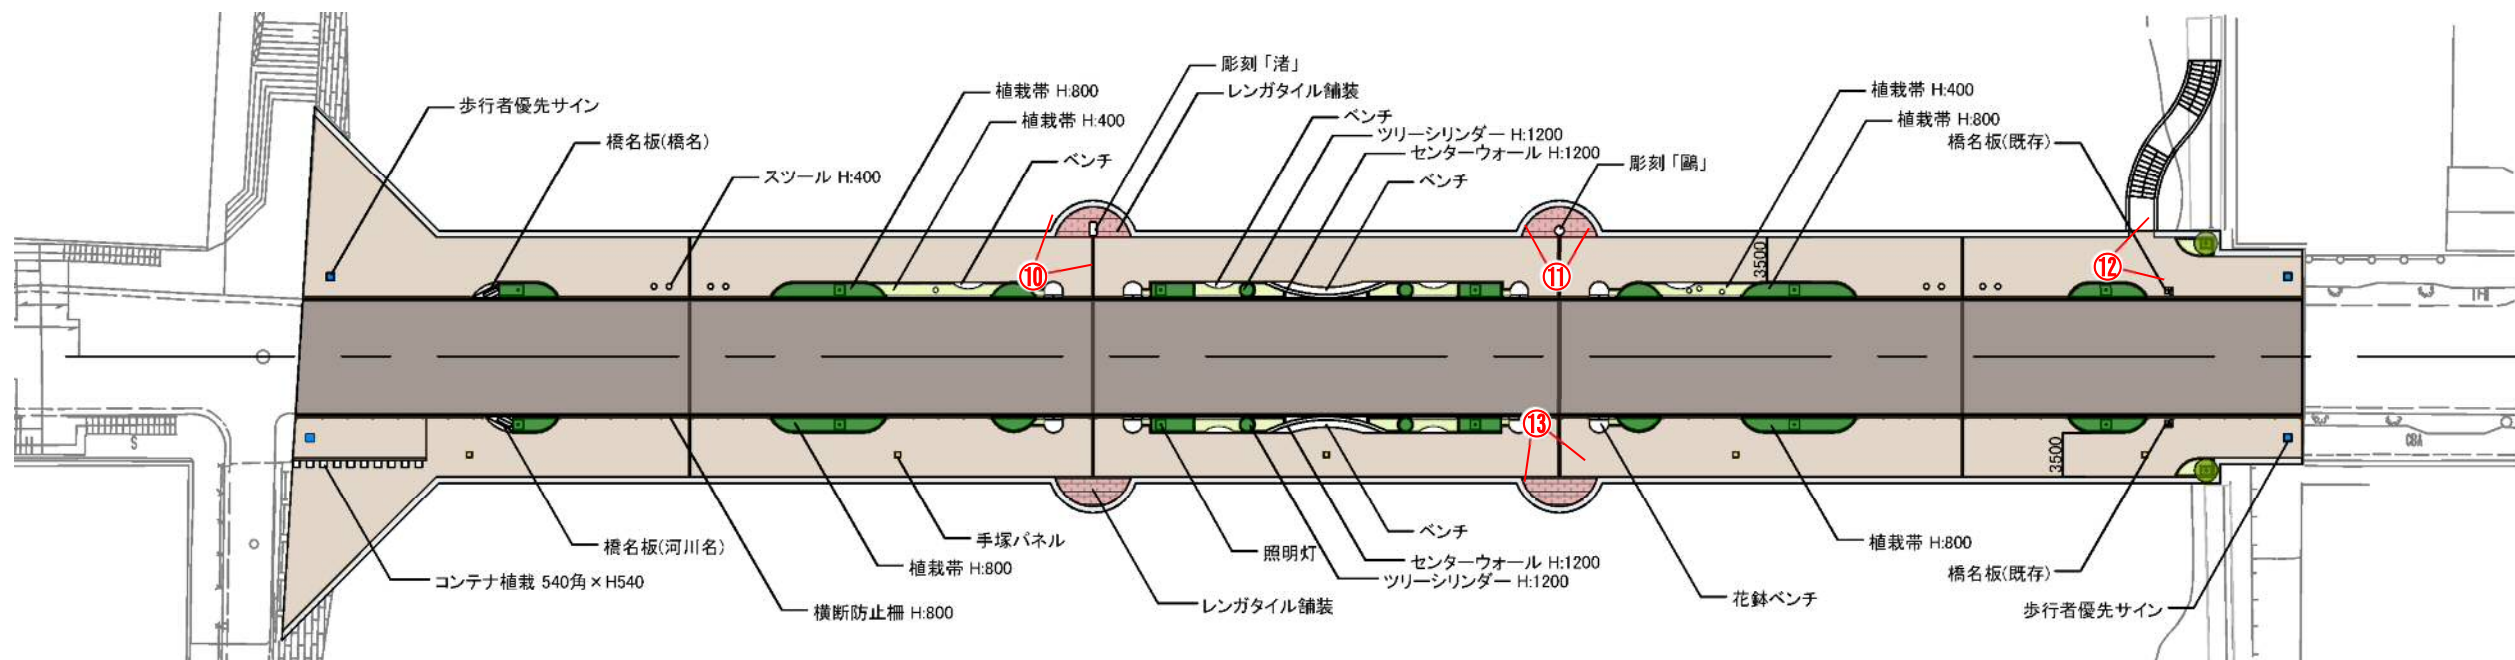 彫刻「渚」
レンガタイル舗装
植栽帯 H:800
植栽帯 H:400
ベンチ
歩行者優先サイン
橋名板(橋名)
スツール H:400
ベンチ
ツリーシリンダー H:1200
センターウォール H:1200
ベンチ
彫刻「鷗」
植栽帯 H:400
植栽帯 H:800
橋名板(既存)
⑩
⑪
⑫
3500
⑬
3500
S
橋名板(河川名)
コンテナ植栽 540角×H540
手塚パネル
植栽帯 H:800
横断防止柵 H:800
照明灯
レンガタイル舗装
ベンチ
センターウォール H:1200
ツリーシリンダー H:1200
花鉢ベンチ
植栽帯 H:800
橋名板(既存)
歩行者優先サイン